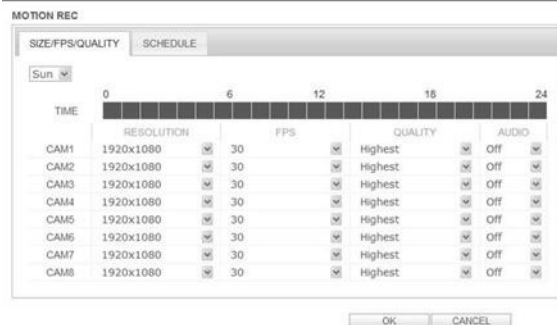 MOTION REC
SIZE/FPS/QUALITY SCHEDULE
Sun
0 6 12 18 24
TIME
RESOLUTION FPS QUALITY AUDIO
CAM1 1920x1080 30 Highest Off
CAM2 1920x1080 30 Highest Off
CAM3 1920x1080 30 Highest Off
CAM4 1920x1080 30 Highest Off
CAM5 1920x1080 30 Highest Off
CAM6 1920x1080 30 Highest Off
CAM7 1920x1080 30 Highest Off
CAM8 1920x1080 30 Highest Off
OK CANCEL